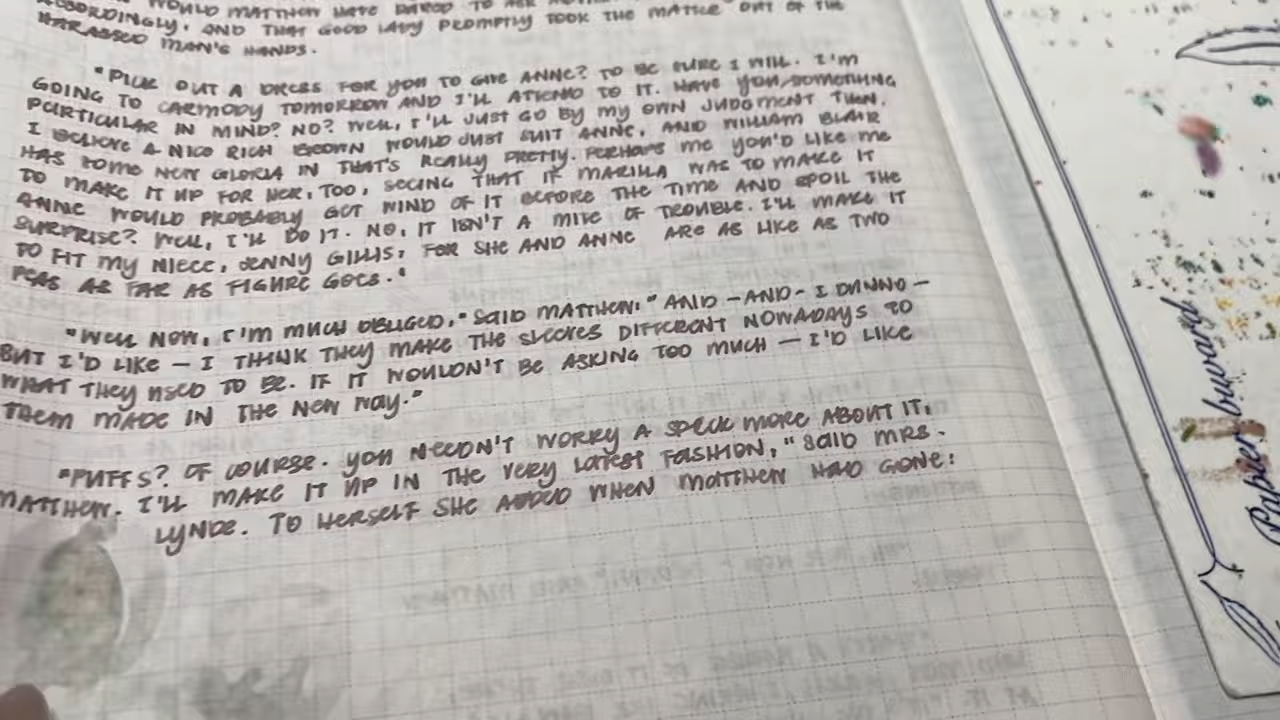 WOULD MATTHEW HAVE DARED TO ASK
ACCORDINGLY, AND THAT GOOD LADY PROMPTLY TOOK THE MATTER OUT OF THE
HARASSED MAN'S HANDS.
"PICK OUT A DRESS FOR YOU TO GIVE ANNE? TO BE SURE I WILL. I'M
GOING TO CARMODY TOMORROW AND I'LL ATTEND TO IT. HAVE YOU SOMETHING
PARTICULAR IN MIND? NO? WELL, I'LL JUST GO BY MY OWN JUDGMENT THEN.
I BELIEVE A NICE RICH BROWN WOULD JUST SUIT ANNE, AND WILLIAM BLAIR
HAS SOME NEW GLORIA IN THAT'S REALLY PRETTY. PERHAPS ME YOU'D LIKE ME
TO MAKE IT UP FOR HER, TOO, SEEING THAT IF MARILLA WAS TO MAKE IT
ANNE WOULD PROBABLY GOT WIND OF IT BEFORE THE TIME AND SPOIL THE
SURPRISE? WELL, I'LL DO IT. NO, IT ISN'T A MITE OF TROUBLE. I'LL MAKE IT
TO FIT MY NIECE, JENNY GILLIS, FOR SHE AND ANNE ARE AS LIKE AS TWO
PEAS AS FAR AS FIGURE GOES."
"WELL NOW, I'M MUCH OBLIGED," SAID MATTHEW, "AND —AND— I DUNNO —
BUT I'D LIKE — I THINK THEY MAKE THE SLEEVES DIFFERENT NOWADAYS TO
WHAT THEY USED TO BE. IF IT WOULDN'T BE ASKING TOO MUCH — I'D LIKE
THEM MADE IN THE NEW WAY."
"PUFFS? OF COURSE. YOU NEEDN'T WORRY A SPECK MORE ABOUT IT,
MATTHEW. I'LL MAKE IT UP IN THE VERY LATEST FASHION," SAID MRS.
LYNDE. TO HERSELF SHE ADDED WHEN MATTHEW HAD GONE:
Papier buvard